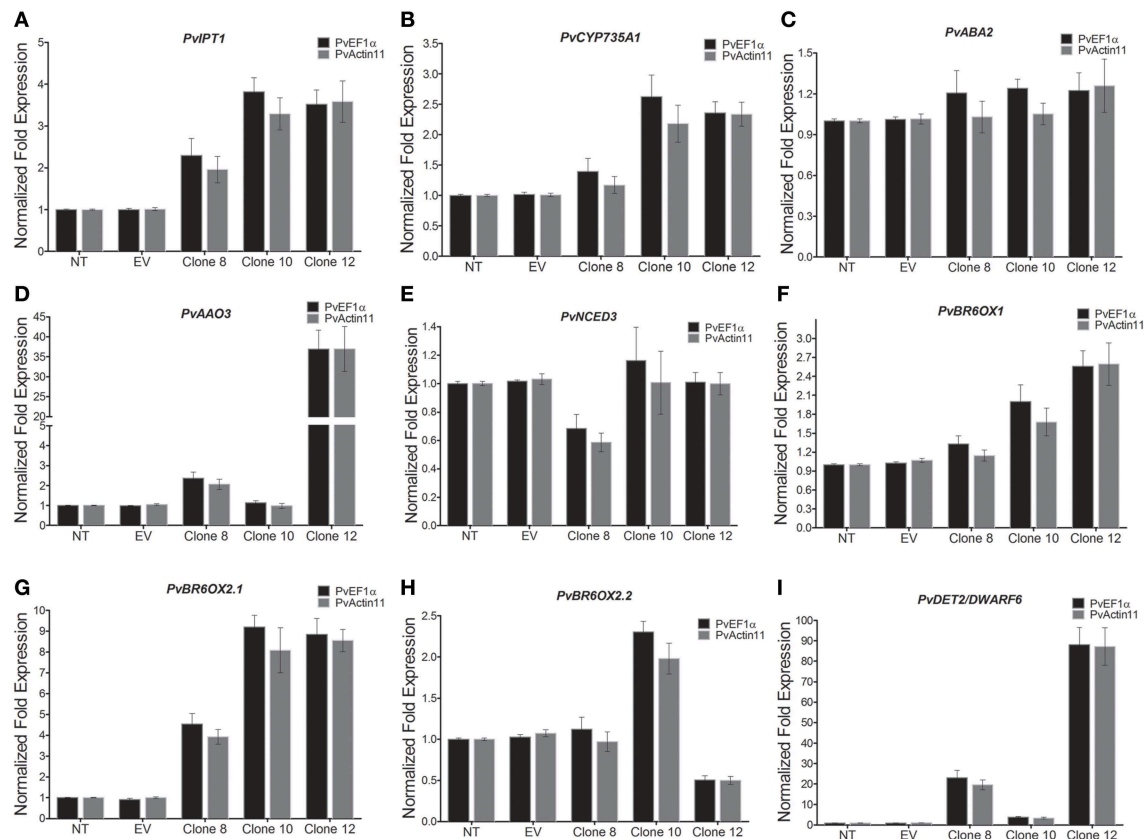 A
PvIPT1
PvEF1α
PvActin11
Normalized Fold Expression
5
4
3
2
1
0
NT EV Clone 8 Clone 10 Clone 12
B
PvCYP735A1
PvEF1α
PvActin11
Normalized Fold Expression
3.5
3.0
2.5
2.0
1.5
1.0
0.5
0.0
NT EV Clone 8 Clone 10 Clone 12
C
PvABA2
PvEF1α
PvActin11
Normalized Fold Expression
1.5
1.2
0.9
0.6
0.3
0.0
NT EV Clone 8 Clone 10 Clone 12
D
PvAAO3
PvEF1α
PvActin11
Normalized Fold Expression
45
40
35
30
25
20
5
4
3
2
1
0
NT EV Clone 8 Clone 10 Clone 12
E
PvNCED3
PvEF1α
PvActin11
Normalized Fold Expression
1.4
1.2
1.0
0.8
0.6
0.4
0.2
0.0
NT EV Clone 8 Clone 10 Clone 12
F
PvBR6OX1
PvEF1α
PvActin11
Normalized Fold Expression
3.0
2.7
2.4
2.1
1.8
1.5
1.2
0.9
0.6
0.3
0.0
NT EV Clone 8 Clone 10 Clone 12
G
PvBR6OX2.1
PvEF1α
PvActin11
Normalized Fold Expression
10
9
8
7
6
5
4
3
2
1
0
NT EV Clone 8 Clone 10 Clone 12
H
PvBR6OX2.2
PvEF1α
PvActin11
Normalized Fold Expression
2.5
2.0
1.5
1.0
0.5
0.0
NT EV Clone 8 Clone 10 Clone 12
I
PvDET2/DWARF6
PvEF1α
PvActin11
Normalized Fold Expression
100
90
80
70
60
50
40
30
20
10
0
NT EV Clone 8 Clone 10 Clone 12